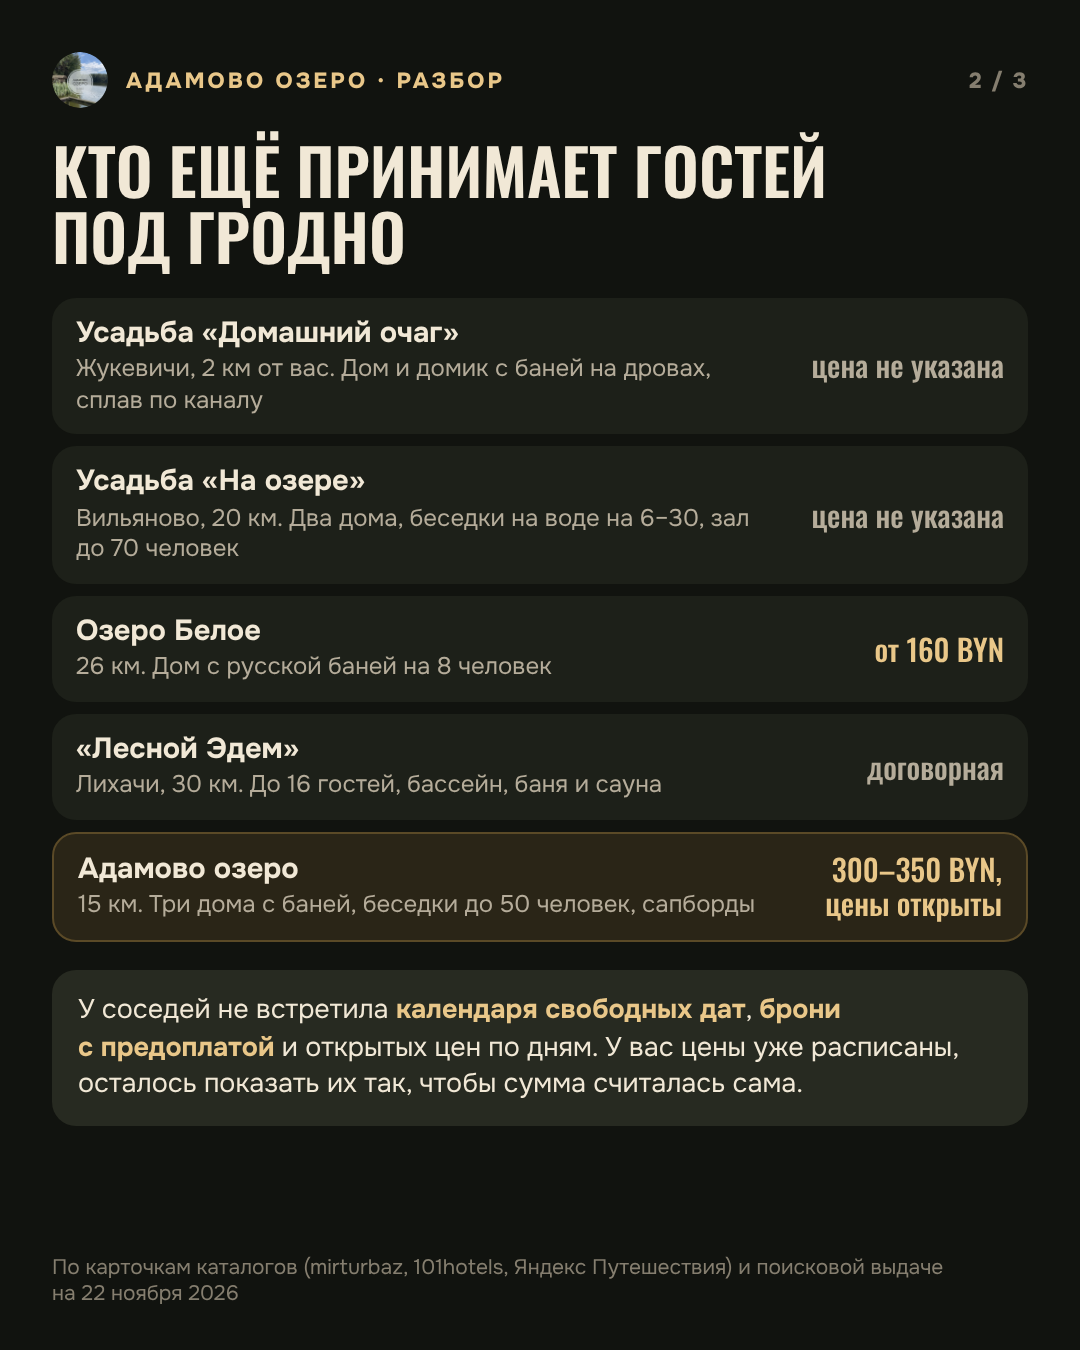 АДАМОВО ОЗЕРО · РАЗБОР
2 / 3
КТО ЕЩЁ ПРИНИМАЕТ ГОСТЕЙ
ПОД ГРОДНО
Усадьба «Домашний очаг»
Жукевичи, 2 км от вас. Дом и домик с баней на дровах,
сплав по каналу
цена не указана
Усадьба «На озере»
Вильяново, 20 км. Два дома, беседки на воде на 6–30, зал
до 70 человек
цена не указана
Озеро Белое
26 км. Дом с русской баней на 8 человек
от 160 BYN
«Лесной Эдем»
Лихачи, 30 км. До 16 гостей, бассейн, баня и сауна
договорная
Адамово озеро
15 км. Три дома с баней, беседки до 50 человек, сапборды
300–350 BYN,
цены открыты
У соседей не встретила календаря свободных дат, брони
с предоплатой и открытых цен по дням. У вас цены уже расписаны,
осталось показать их так, чтобы сумма считалась сама.
По карточкам каталогов (mirturbaz, 101hotels, Яндекс Путешествия) и поисковой выдаче
на 22 ноября 2026